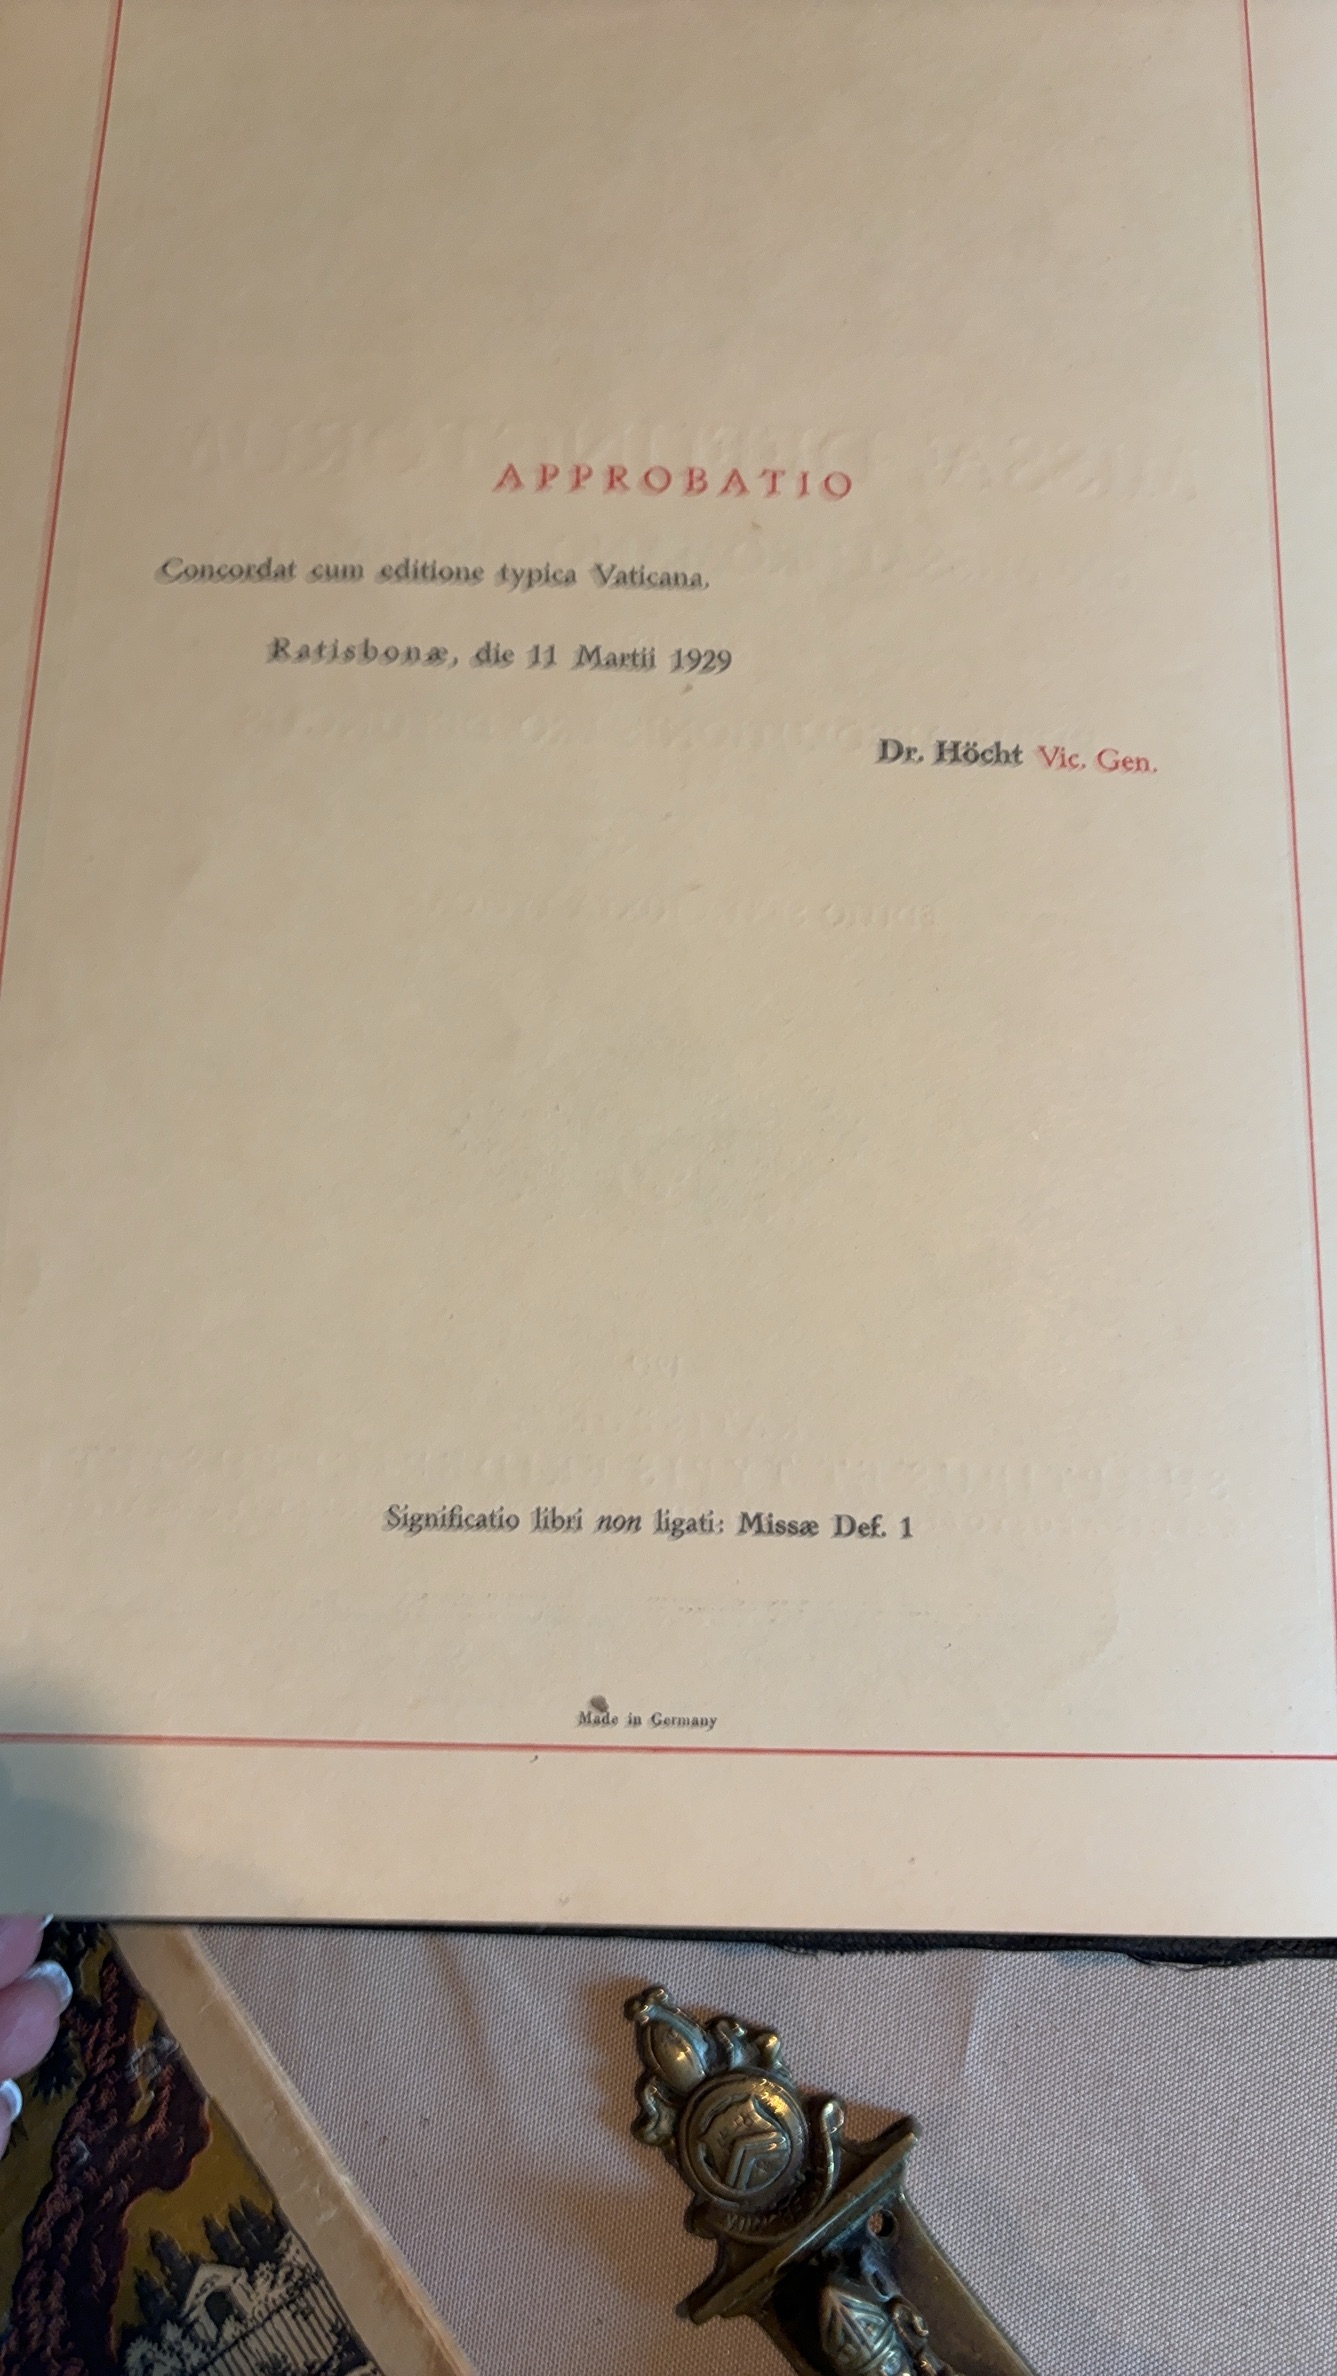 APPROBATIO
Concordat cum editione typica Vaticana.
Ratisbonæ, die 11 Martii 1929
Dr. Höcht Vic. Gen.
Significatio libri non ligati: Missæ Def. 1
Made in Germany